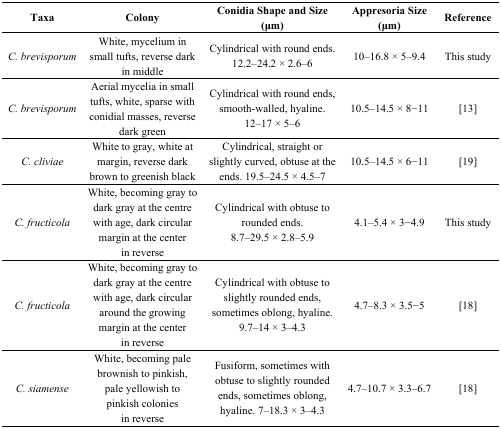 Taxa Colony Conidia Shape and Size (μm) Appresoria Size (μm) Reference
C. brevisporum
White, mycelium in
small tufts, reverse dark
in middle
Cylindrical with round ends.
12.2–24.2 × 2.6–6
10–16.8 × 5–9.4
This study
C. brevisporum
Aerial mycelia in small
tufts, white, sparse with
conidial masses, reverse
dark green
Cylindrical with round ends,
smooth-walled, hyaline.
12–17 × 5–6
10.5–14.5 × 8−11
[13]
C. cliviae
White to gray, white at
margin, reverse dark
brown to greenish black
Cylindrical, straight or
slightly curved, obtuse at the
ends. 19.5–24.5 × 4.5–7
10.5–14.5 × 6−11
[19]
C. fructicola
White, becoming gray to
dark gray at the centre
with age, dark circular
margin at the center
in reverse
Cylindrical with obtuse to
rounded ends.
8.7–29.5 × 2.8–5.9
4.1–5.4 × 3−4.9
This study
C. fructicola
White, becoming gray to
dark gray at the centre
with age, dark circular
around the growing
margin at the center
in reverse
Cylindrical with obtuse to
slightly rounded ends,
sometimes oblong, hyaline.
9.7–14 × 3–4.3
4.7–8.3 × 3.5−5
[18]
C. siamense
White, becoming pale
brownish to pinkish,
pale yellowish to
pinkish colonies
in reverse
Fusiform, sometimes with
obtuse to slightly rounded
ends, sometimes oblong,
hyaline. 7–18.3 × 3–4.3
4.7–10.7 × 3.3–6.7
[18]